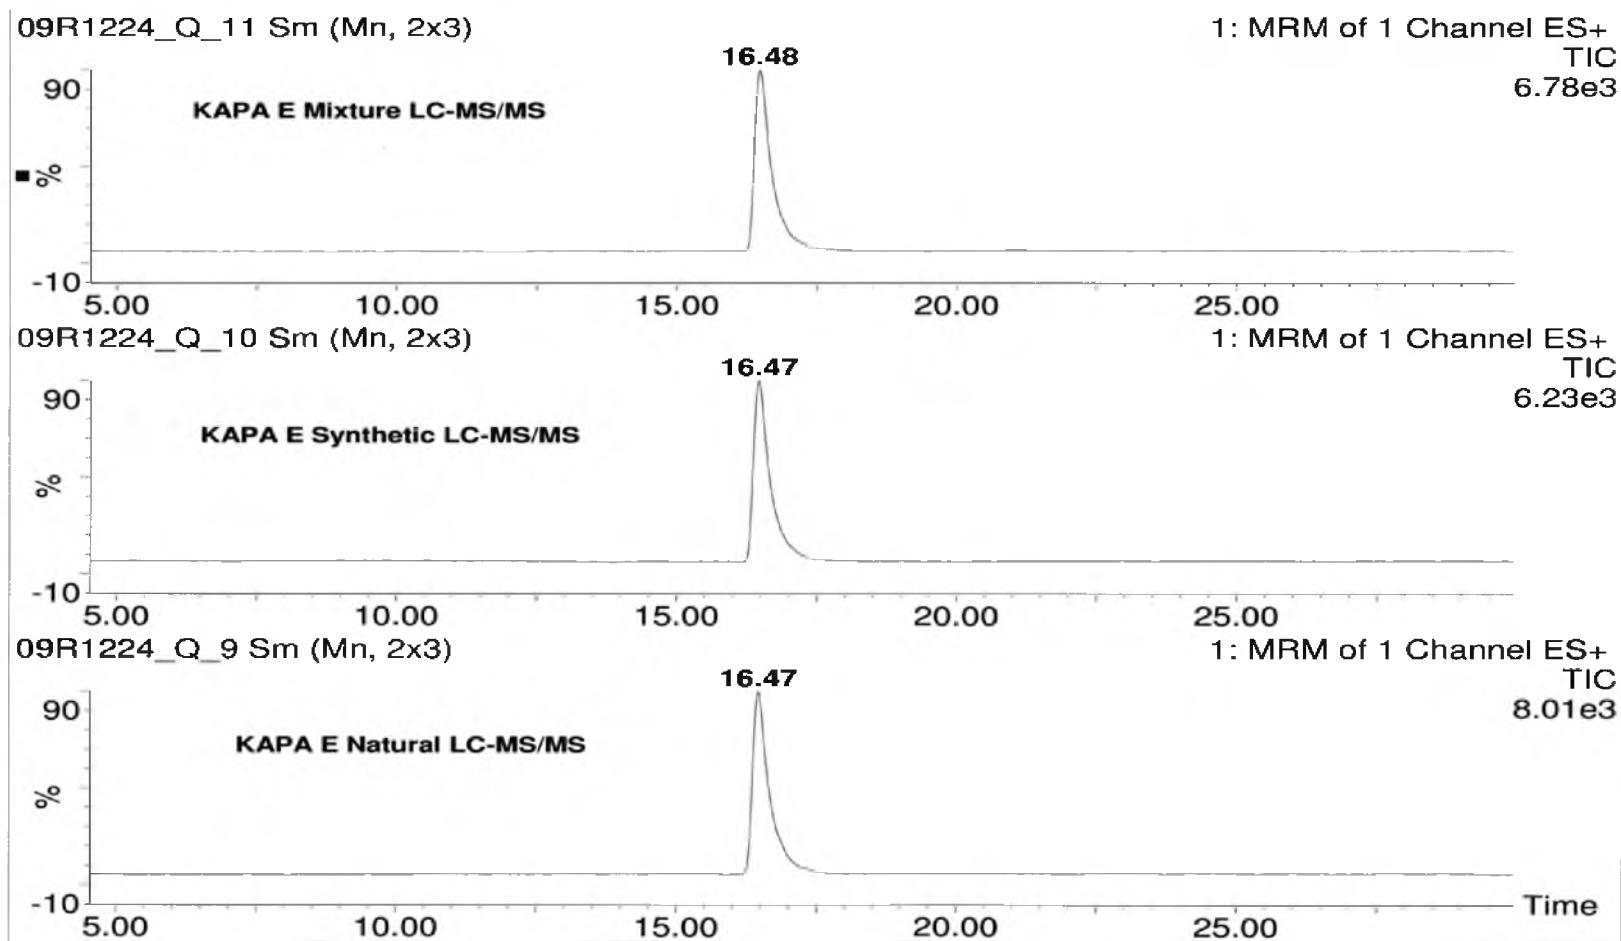 09R1224_Q_11 Sm (Mn, 2x3)
1: MRM of 1 Channel ES+
TIC
6.78e3
16.48
90
KAPA E Mixture LC-MS/MS
%
-10
5.00 10.00 15.00 20.00 25.00
09R1224_Q_10 Sm (Mn, 2x3)
1: MRM of 1 Channel ES+
TIC
6.23e3
16.47
90
KAPA E Synthetic LC-MS/MS
%
-10
5.00 10.00 15.00 20.00 25.00
09R1224_Q_9 Sm (Mn, 2x3)
1: MRM of 1 Channel ES+
TIC
8.01e3
16.47
90
KAPA E Natural LC-MS/MS
%
-10
Time
5.00 10.00 15.00 20.00 25.00